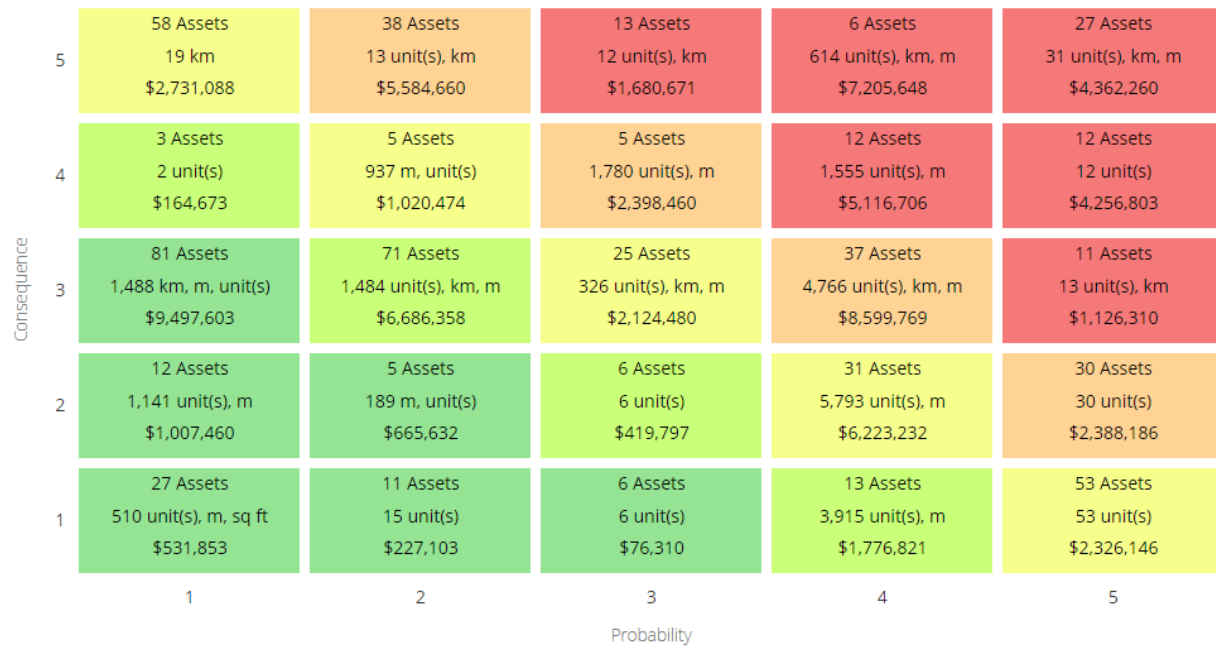 58 Assets
19 km
$2,731,088
38 Assets
13 unit(s), km
$5,584,660
13 Assets
12 unit(s), km
$1,680,671
6 Assets
614 unit(s), km, m
$7,205,648
27 Assets
31 unit(s), km, m
$4,362,260
5
3 Assets
2 unit(s)
$164,673
5 Assets
937 m, unit(s)
$1,020,474
5 Assets
1,780 unit(s), m
$2,398,460
12 Assets
1,555 unit(s), m
$5,116,706
12 Assets
12 unit(s)
$4,256,803
4
Consequence
81 Assets
1,488 km, m, unit(s)
$9,497,603
71 Assets
1,484 unit(s), km, m
$6,686,358
25 Assets
326 unit(s), km, m
$2,124,480
37 Assets
4,766 unit(s), km, m
$8,599,769
11 Assets
13 unit(s), km
$1,126,310
3
12 Assets
1,141 unit(s), m
$1,007,460
5 Assets
189 m, unit(s)
$665,632
6 Assets
6 unit(s)
$419,797
31 Assets
5,793 unit(s), m
$6,223,232
30 Assets
30 unit(s)
$2,388,186
2
27 Assets
510 unit(s), m, sq ft
$531,853
11 Assets
15 unit(s)
$227,103
6 Assets
6 unit(s)
$76,310
13 Assets
3,915 unit(s), m
$1,776,821
53 Assets
53 unit(s)
$2,326,146
1
1
2
3
4
5
Probability